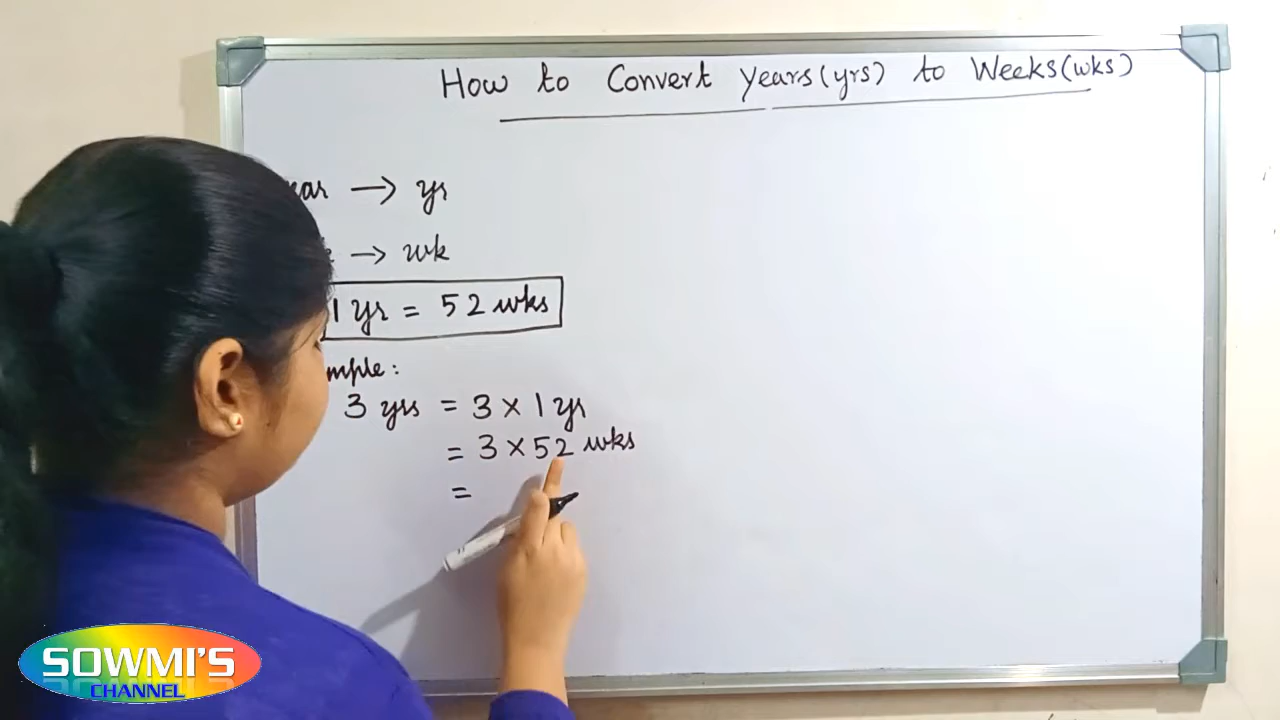 How to Convert Years(yrs) to Weeks(wks)
→ yr
→ wk
1 yr = 52 wks
3 yrs = 3 × 1 yr
= 3 × 52 wks
=
SOWMI'S
CHANNEL